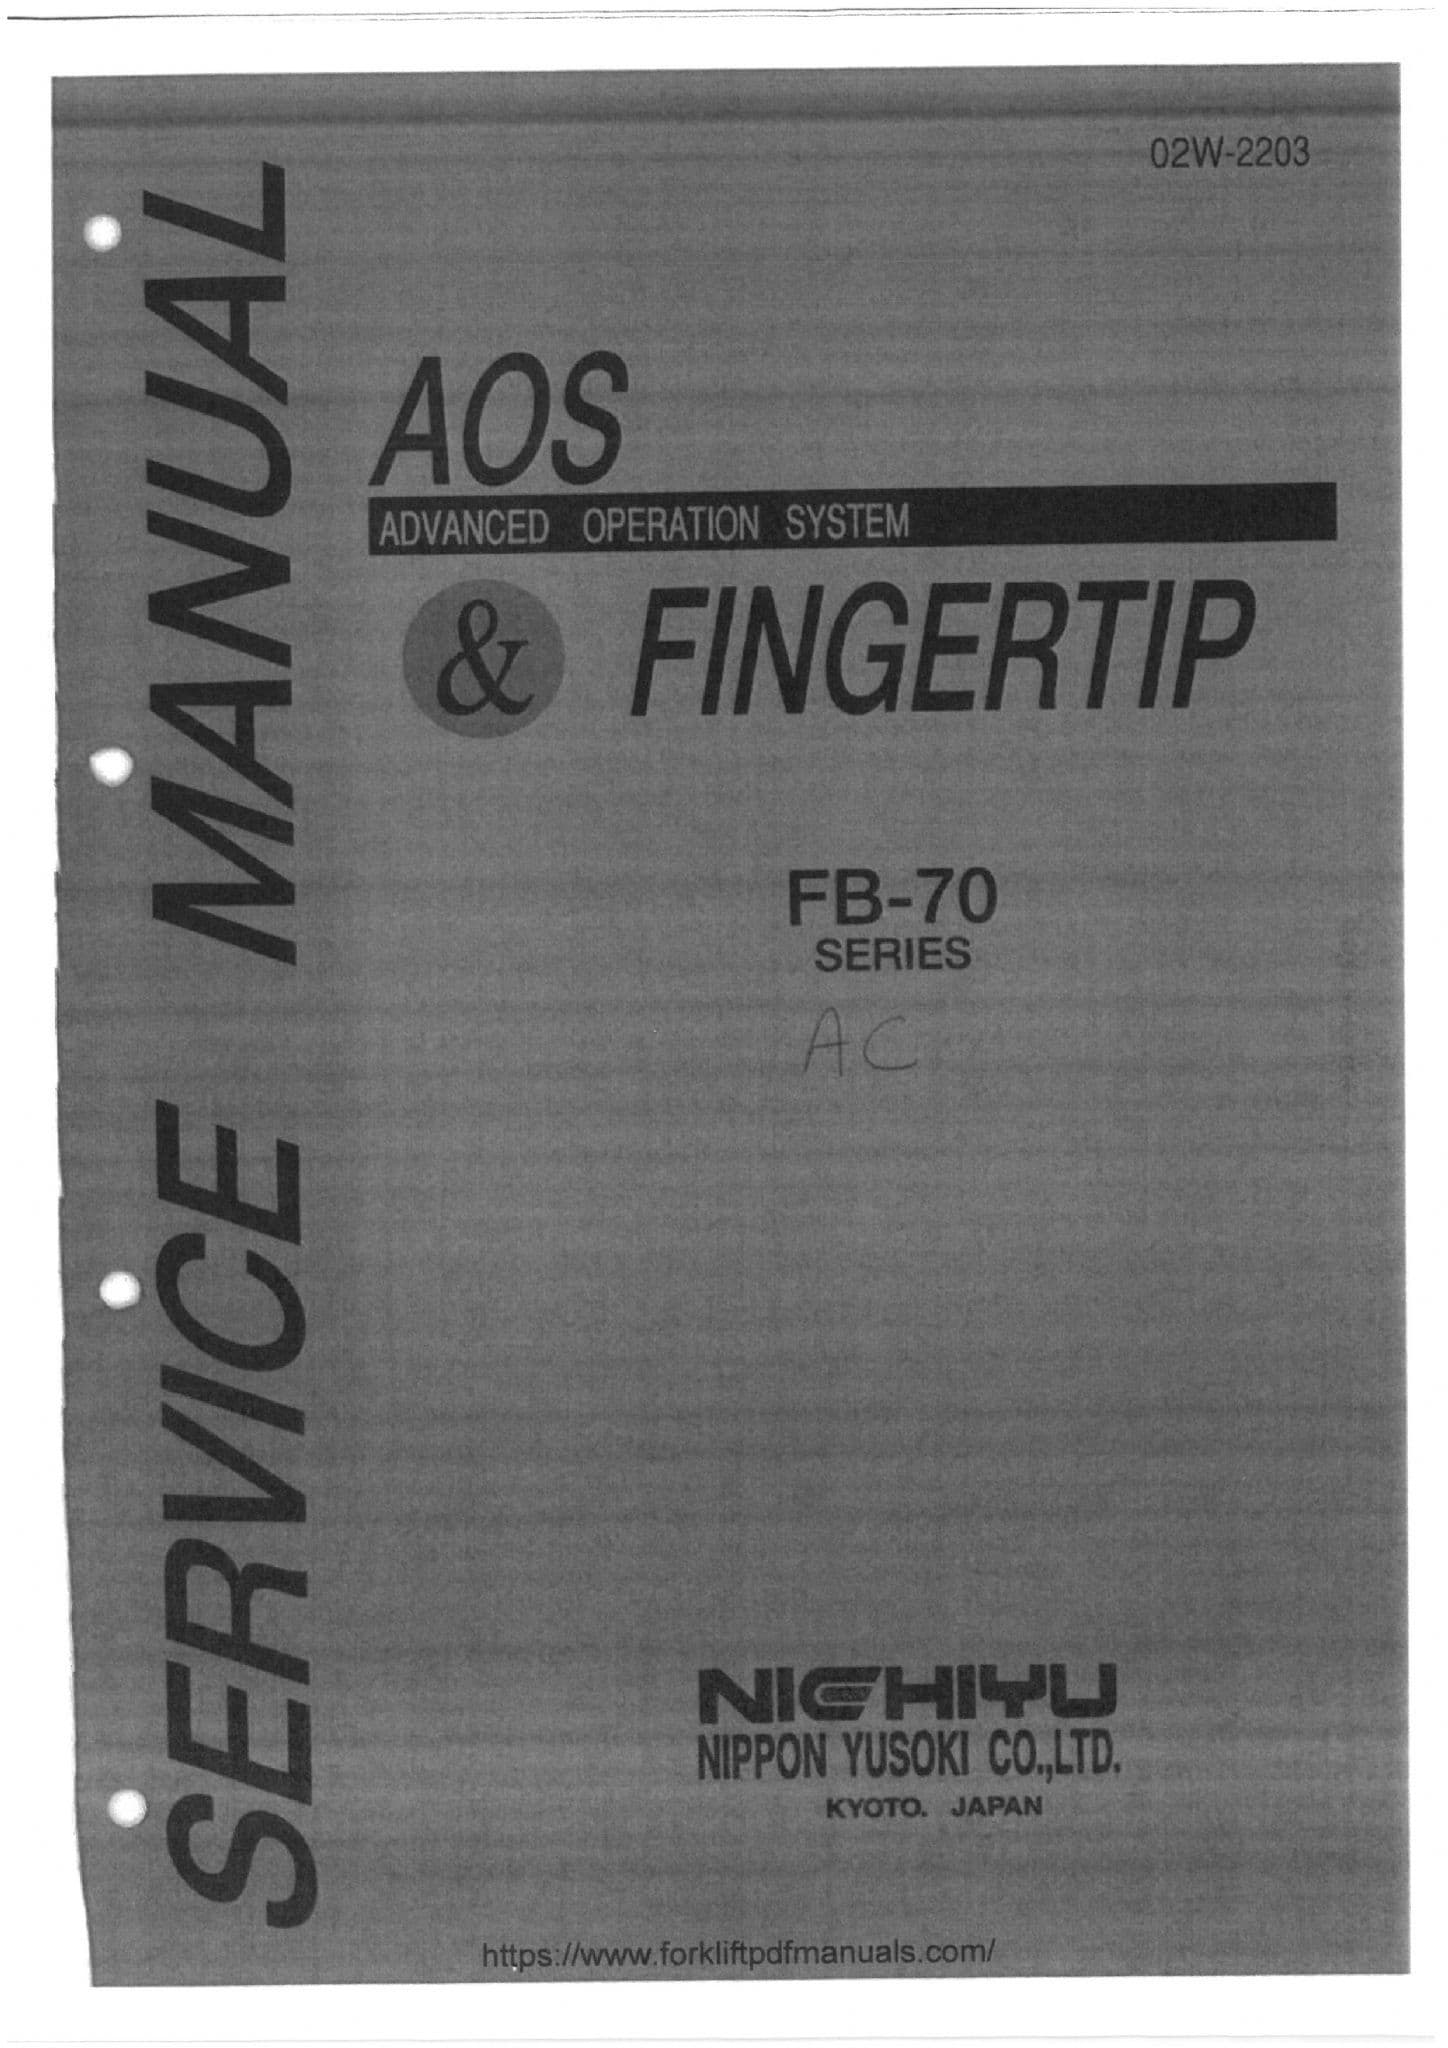 02W-2203
SERVICE MANUAL
AOS
ADVANCED OPERATION SYSTEM
& FINGERTIP
FB-70
SERIES
AC
NICHIYU
NIPPON YUSOKI CO.,LTD.
KYOTO. JAPAN
https://www.forkliftpdfmanuals.com/